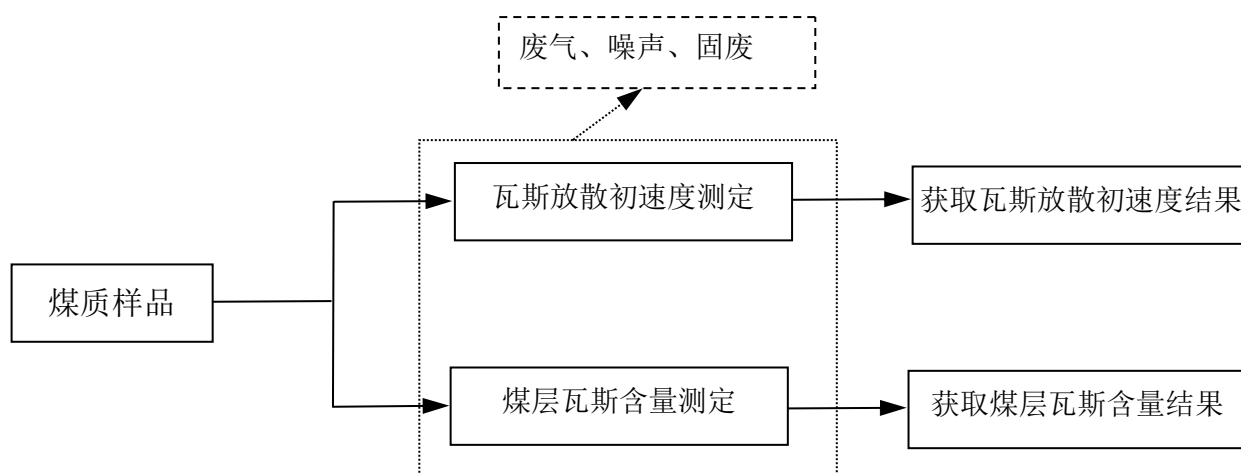 废气、噪声、固废
瓦斯放散初速度测定
获取瓦斯放散初速度结果
煤质样品
煤层瓦斯含量测定
获取煤层瓦斯含量结果